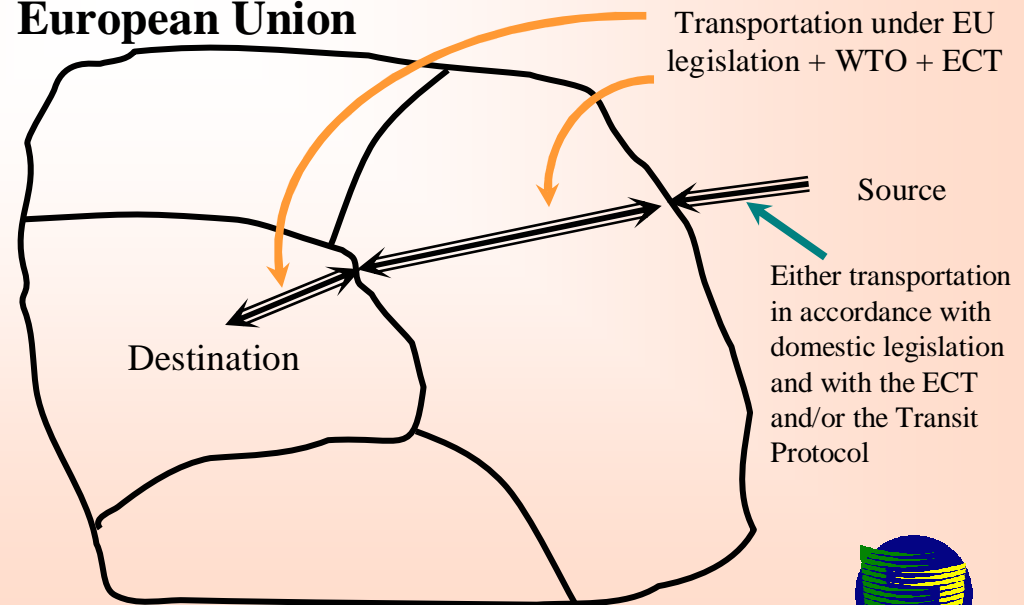 European Union
Transportation under EU
legislation + WTO + ECT
Source
Either transportation
in accordance with
domestic legislation
and with the ECT
and/or the Transit
Protocol
Destination